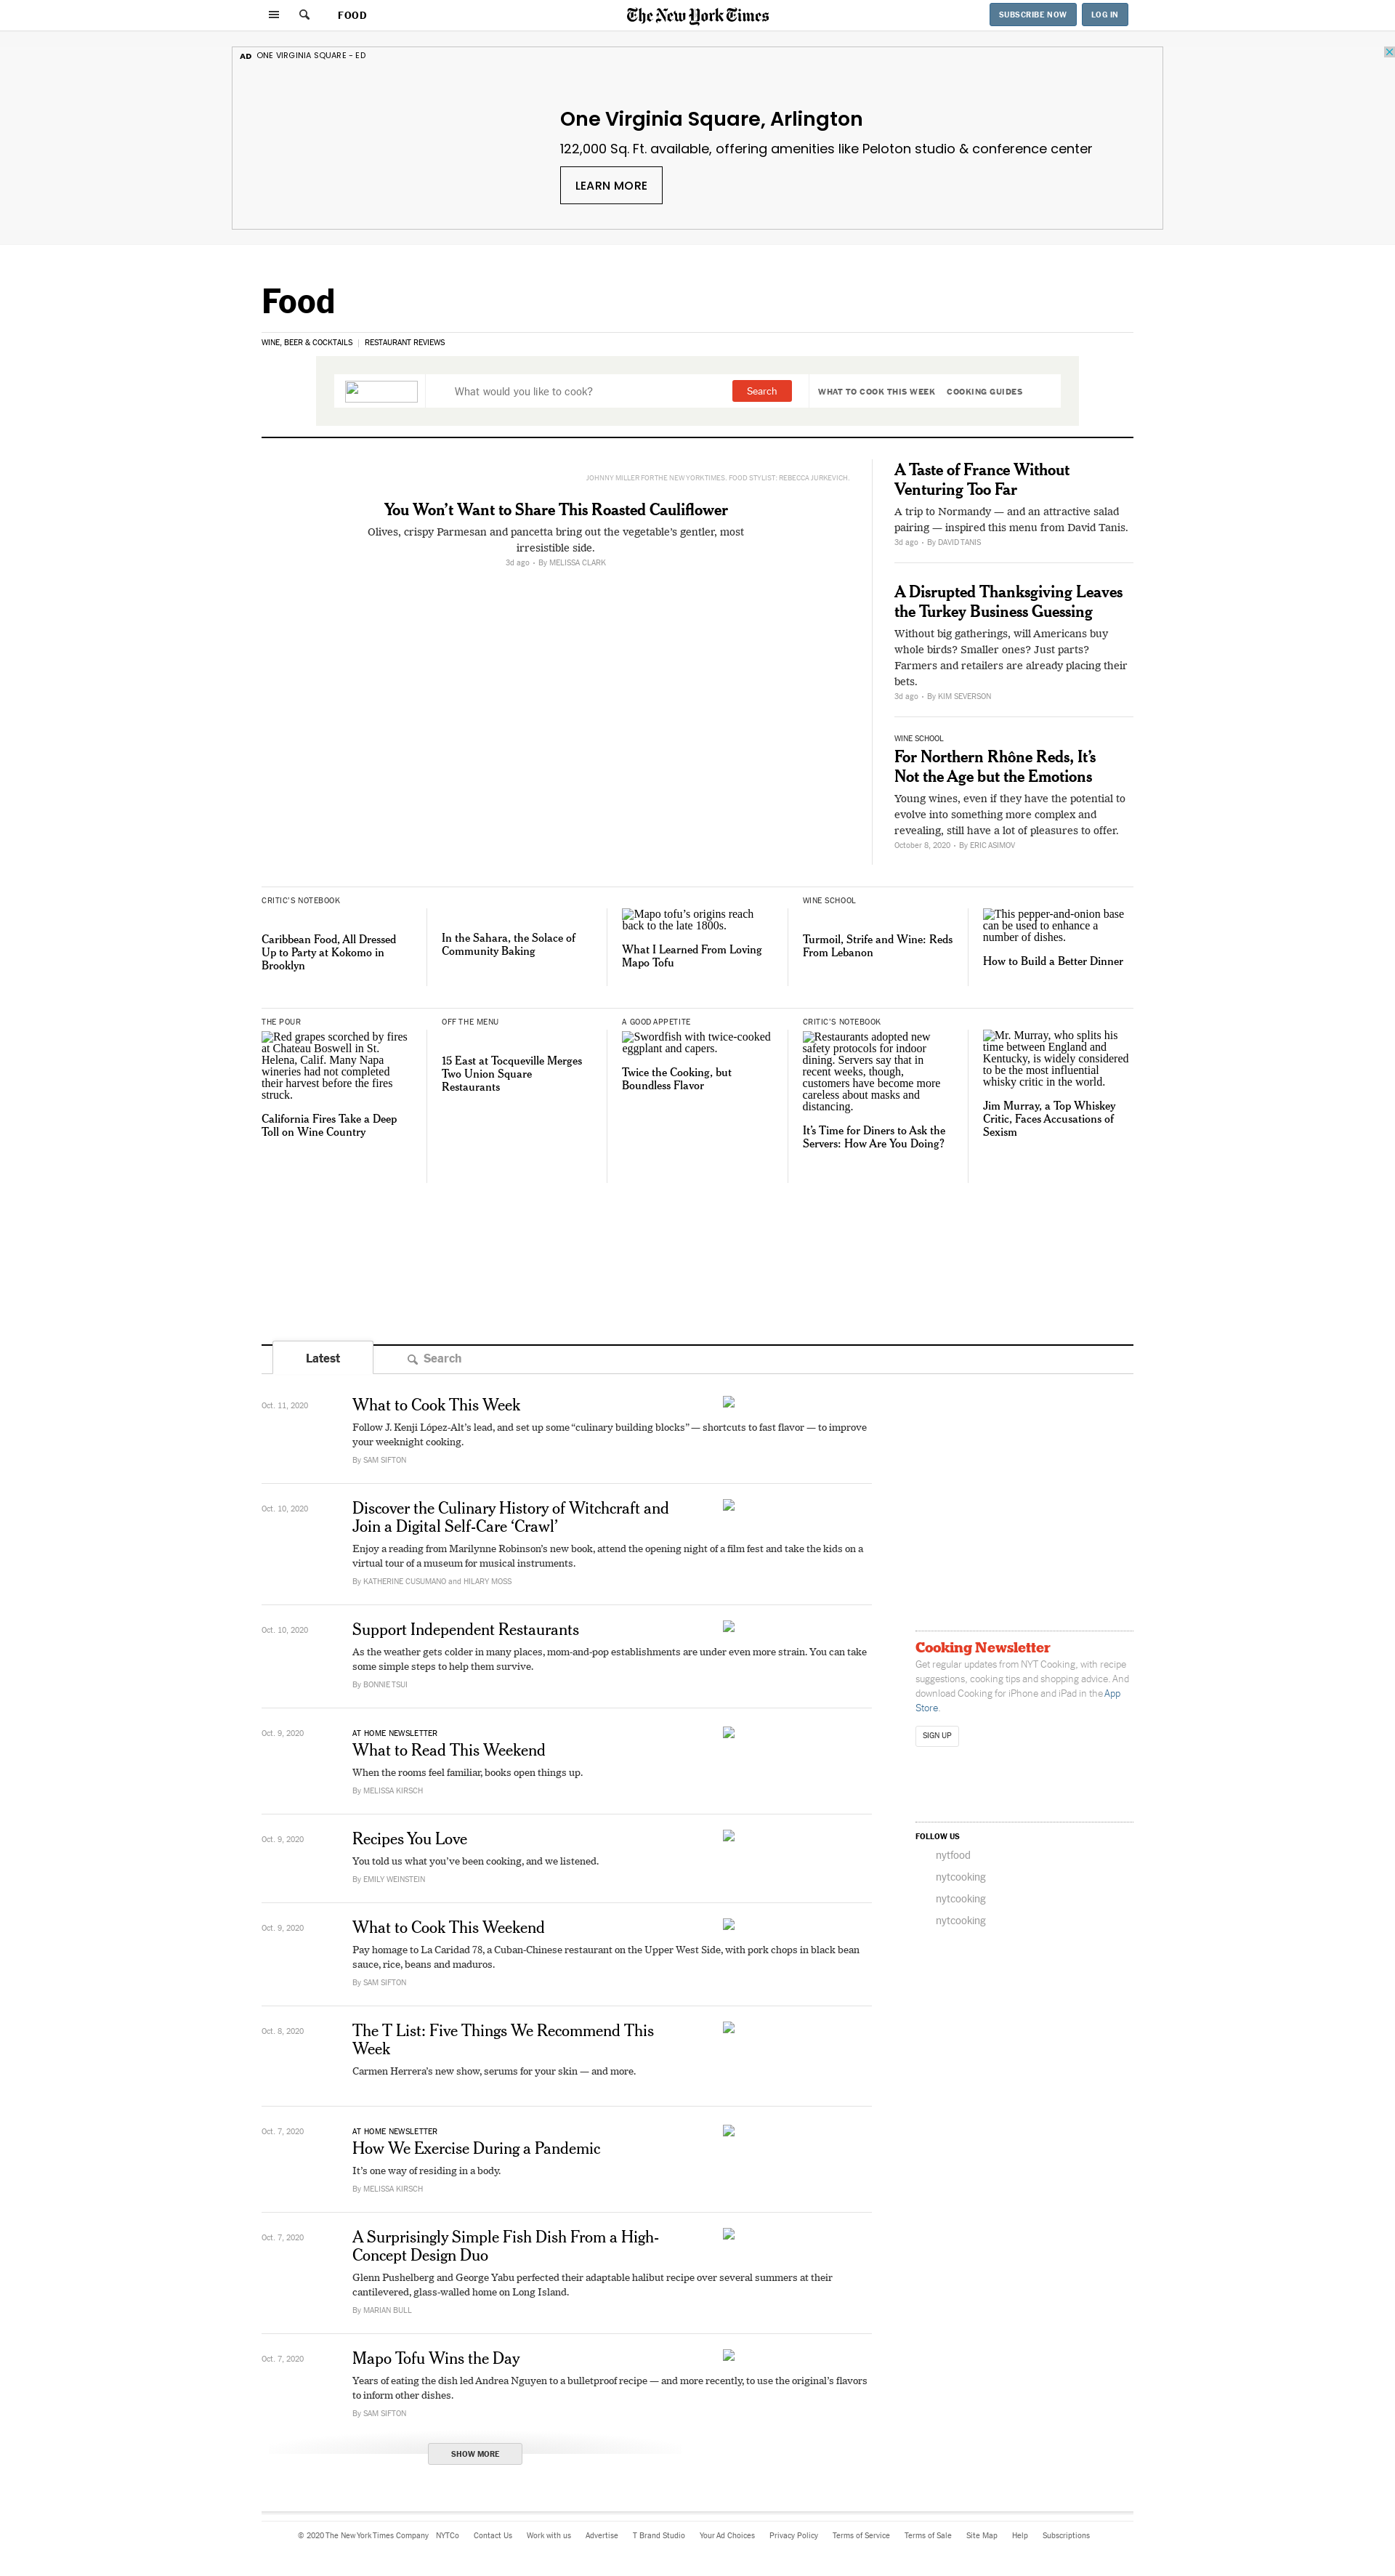 FOOD
The New York Times
SUBSCRIBE NOW
LOG IN
AD ONE VIRGINIA SQUARE - ED
One Virginia Square, Arlington
122,000 Sq. Ft. available, offering amenities like Peloton studio & conference center
LEARN MORE
Food
WINE, BEER & COCKTAILS | RESTAURANT REVIEWS
What would you like to cook?
Search
WHAT TO COOK THIS WEEK
COOKING GUIDES
JOHNNY MILLER FOR THE NEW YORK TIMES. FOOD STYLIST: REBECCA JURKEVICH.
You Won’t Want to Share This Roasted Cauliflower
Olives, crispy Parmesan and pancetta bring out the vegetable’s gentler, most
irresistible side.
3d ago • By MELISSA CLARK
A Taste of France Without
Venturing Too Far
A trip to Normandy — and an attractive salad
pairing — inspired this menu from David Tanis.
3d ago • By DAVID TANIS
A Disrupted Thanksgiving Leaves
the Turkey Business Guessing
Without big gatherings, will Americans buy
whole birds? Smaller ones? Just parts?
Farmers and retailers are already placing their
bets.
3d ago • By KIM SEVERSON
WINE SCHOOL
For Northern Rhône Reds, It’s
Not the Age but the Emotions
Young wines, even if they have the potential to
evolve into something more complex and
revealing, still have a lot of pleasures to offer.
October 8, 2020 • By ERIC ASIMOV
CRITIC’S NOTEBOOK
Caribbean Food, All Dressed
Up to Party at Kokomo in
Brooklyn
In the Sahara, the Solace of
Community Baking
Mapo tofu’s origins reach
back to the late 1800s.
What I Learned From Loving
Mapo Tofu
WINE SCHOOL
Turmoil, Strife and Wine: Reds
From Lebanon
This pepper-and-onion base
can be used to employ a
number of dishes.
How to Build a Better Dinner
THE POUR
Red grapes scorched by fires
at Chateau Boswell in St.
Helena, Calif. Many Napa
wineries had not completed
their harvest before the fires
struck.
California Fires Take a Deep
Toll on Wine Country
OFF THE MENU
15 East at Tocqueville Merges
Two Union Square
Restaurants
A GOOD APPETITE
Swordfish with twice-cooked
eggplant and capers.
Twice the Cooking, but
Boundless Flavor
CRITIC’S NOTEBOOK
Restaurants adopted new
safety protocols for indoor
dining. Servers say that in
recent weeks, though,
customers have become more
careless about masks and
distancing.
It’s Time for Diners to Ask the
Servers: How Are You Doing?
Mr. Murray, who splits his
time between England and
Kentucky, is widely considered
to be the most influential
whisky critic in the world.
Jim Murray, a Top Whiskey
Critic, Faces Accusations of
Sexism
Latest
Search
Oct. 11, 2020
What to Cook This Week
Follow J. Kenji López-Alt’s lead, and set up some “culinary building blocks” — shortcuts to fast flavor — to improve
your weeknight cooking.
By SAM SIFTON
Oct. 10, 2020
Discover the Culinary History of Witchcraft and
Join a Digital Self-Care ‘Crawl’
Enjoy a reading from Marilynne Robinson’s new book, attend the opening night of a film fest and take the kids on a
virtual tour of a museum for musical instruments.
By KATHERINE CUSUMANO and HILARY MOSS
Oct. 10, 2020
Support Independent Restaurants
As the weather gets colder in many places, mom-and-pop establishments are under even more strain. You can take
some simple steps to help them survive.
By BONNIE TSUI
Oct. 9, 2020
AT HOME NEWSLETTER
What to Read This Weekend
When the rooms feel familiar, books open things up.
By MELISSA KIRSCH
Oct. 9, 2020
Recipes You Love
You told us what you’ve been cooking, and we listened.
By EMILY WEINSTEIN
Oct. 9, 2020
What to Cook This Weekend
Pay homage to La Caridad 78, a Cuban-Chinese restaurant on the Upper West Side, with pork chops in black bean
sauce, rice, beans and maduros.
By SAM SIFTON
Oct. 8, 2020
The T List: Five Things We Recommend This
Week
Carmen Herrera’s new show, serums for your skin — and more.
Oct. 7, 2020
AT HOME NEWSLETTER
How We Exercise During a Pandemic
It’s one way of residing in a body.
By MELISSA KIRSCH
Oct. 7, 2020
A Surprisingly Simple Fish Dish From a High-
Concept Design Duo
Glenn Pushelberg and George Yabu perfected their adaptable halibut recipe over several summers at their
cantilevered, glass-walled home on Long Island.
By MARIAN BULL
Oct. 7, 2020
Mapo Tofu Wins the Day
Years of eating the dish led Andrea Nguyen to a bulletproof recipe — and more recently, to use the original’s flavors
to inform other dishes.
By SAM SIFTON
SHOW MORE
Cooking Newsletter
Get regular updates from NYT Cooking, with recipe
suggestions, cooking tips and shopping advice. And
download Cooking for iPhone and iPad in the App
Store.
SIGN UP
FOLLOW US
nytfood
nytcooking
nytcooking
nytcooking
© 2020 The New York Times Company NYTCo Contact Us Work with us Advertise T Brand Studio Your Ad Choices Privacy Policy Terms of Service Terms of Sale Site Map Help Subscriptions